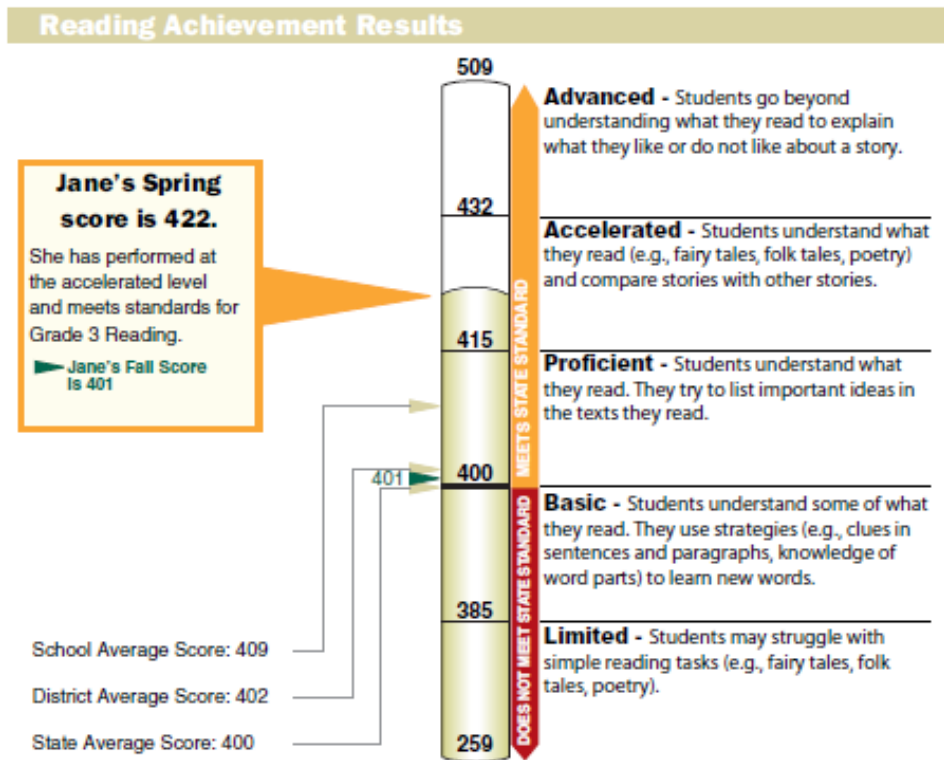 Reading Achievement Results
509
Advanced - Students go beyond
understanding what they read to explain
what they like or do not like about a story.
Jane's Spring
score is 422.
She has performed at
the accelerated level
and meets standards for
Grade 3 Reading.
Jane's Fall Score
is 401
432
Accelerated - Students understand what
they read (e.g., fairy tales, folk tales, poetry)
and compare stories with other stories.
415
Proficient - Students understand what
they read. They try to list important ideas in
the texts they read.
MEETS STATE STANDARD
401
400
Basic - Students understand some of what
they read. They use strategies (e.g., clues in
sentences and paragraphs, knowledge of
word parts) to learn new words.
385
DOES NOT MEET STATE STANDARD
Limited - Students may struggle with
simple reading tasks (e.g., fairy tales, folk
tales, poetry).
School Average Score: 409
District Average Score: 402
State Average Score: 400
259